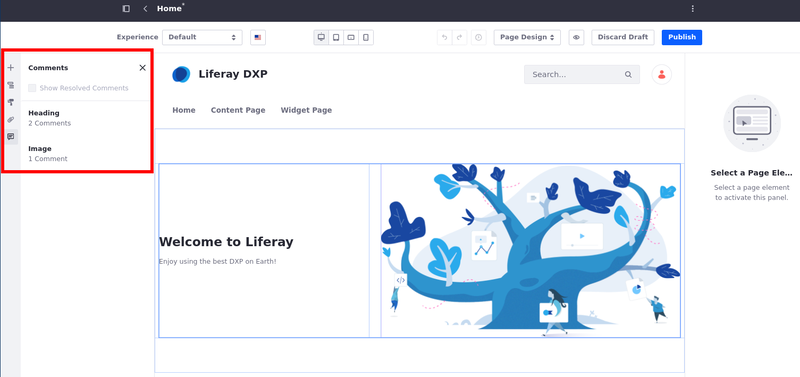 Home*
Experience
Default
Page Design
Discard Draft
Publish
Comments
Show Resolved Comments
Heading
2 Comments
Image
1 Comment
Liferay DXP
Search...
Home
Content Page
Widget Page
Welcome to Liferay
Enjoy using the best DXP on Earth!
</>
Select a Page Ele...
Select a page element
to activate this panel.